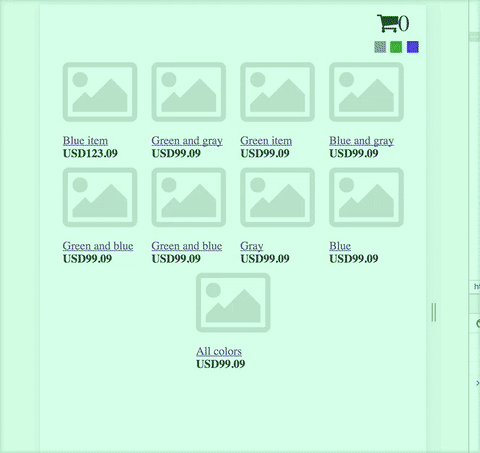 0
Blue item
USD123.09
Green and gray
USD99.09
Green item
USD99.09
Blue and gray
USD99.09
Green and blue
USD99.09
Green and blue
USD99.09
Gray
USD99.09
Blue
USD99.09
All colors
USD99.09